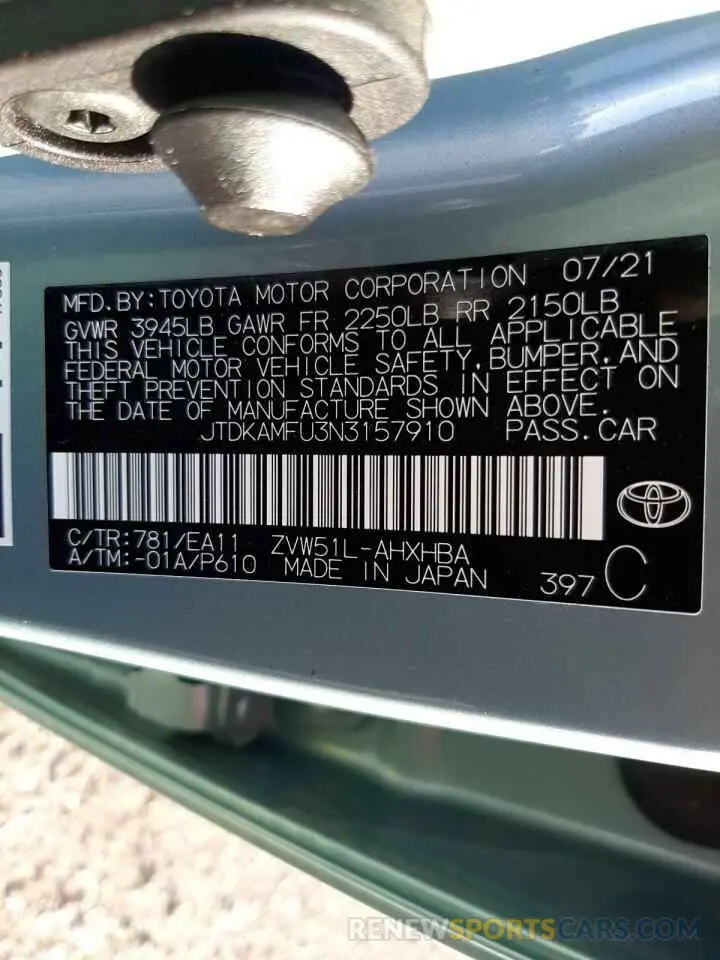 MFD. BY: TOYOTA MOTOR CORPORATION 07/21
GVWR 3945LB GAWR FR 2250LB RR 2150LB
THIS VEHICLE CONFORMS TO ALL APPLICABLE
FEDERAL MOTOR VEHICLE SAFETY, BUMPER, AND
THEFT PREVENTION STANDARDS IN EFFECT ON
THE DATE OF MANUFACTURE SHOWN ABOVE.
JTDKAMFU3N3157910 PASS. CAR
C/TR: 781/EA11 ZVW51L-AHXHBA
A/TM: -01A/P610 MADE IN JAPAN 397 C
RENEWSPORTSCARS.COM/US